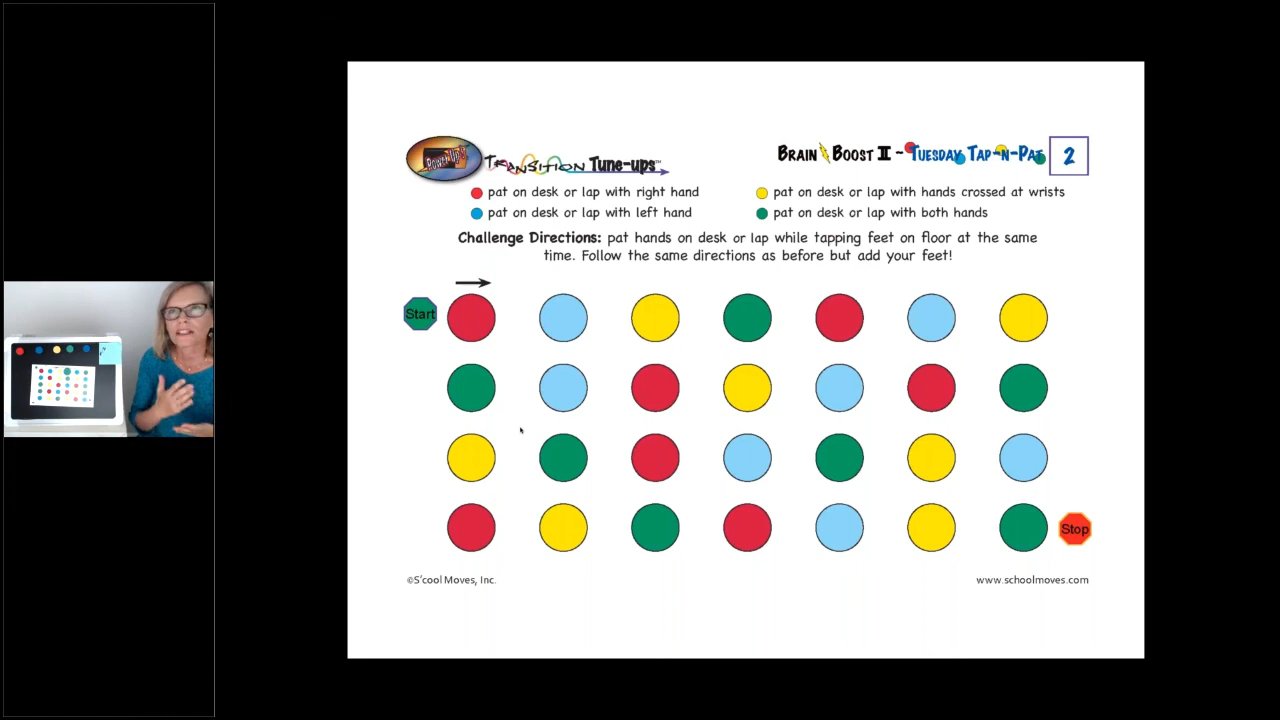 POWER UP!
TRANSITION Tune-ups™
BRAIN BOOST II ~ TUESDAY TAP-N-PAT 2
pat on desk or lap with right hand
pat on desk or lap with hands crossed at wrists
pat on desk or lap with left hand
pat on desk or lap with both hands
Challenge Directions: pat hands on desk or lap while tapping feet on floor at the same
time. Follow the same directions as before but add your feet!
Start
Stop
©S'cool Moves, Inc.
www.schoolmoves.com